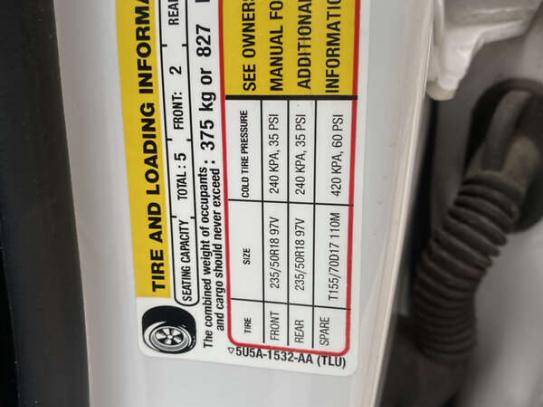 TIRE AND LOADING INFORMA
SEATING CAPACITY TOTAL : 5 FRONT: 2 REA
The combined weight of occupants : 375 kg or 827
and cargo should never exceed
TIRE SIZE COLD TIRE PRESSURE SEE OWNERS
FRONT 235/50R18 97V 240 KPA, 35 PSI MANUAL FO
REAR 235/50R18 97V 240 KPA, 35 PSI ADDITIONA
SPARE T155/70D17 110M 420 KPA, 60 PSI INFORMATIO
5U5A-1532-AA (TLU)